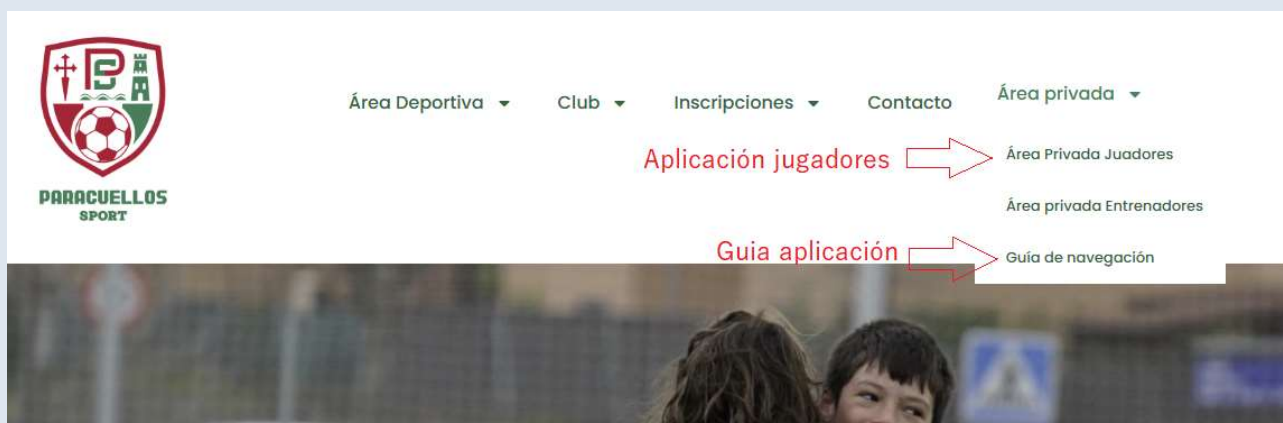 PS
PARACUELLOS
SPORT
Área Deportiva
Club
Inscripciones
Contacto
Área privada
Aplicación jugadores
Área Privada Juadores
Área privada Entrenadores
Guia aplicación
Guía de navegación